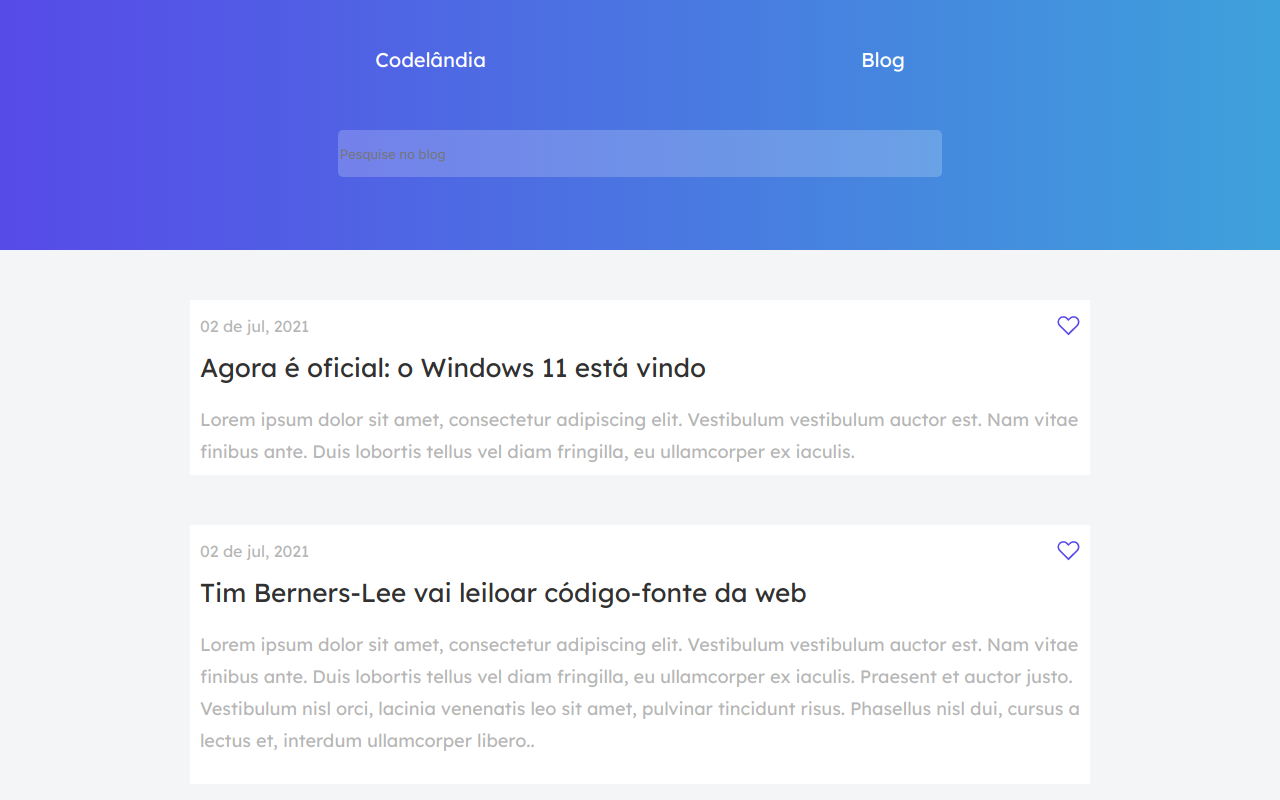 Codelândia
Blog
Pesquise no blog
02 de jul, 2021
Agora é oficial: o Windows 11 está vindo
Lorem ipsum dolor sit amet, consectetur adipiscing elit. Vestibulum vestibulum auctor est. Nam vitae
finibus ante. Duis lobortis tellus vel diam fringilla, eu ullamcorper ex iaculis.
02 de jul, 2021
Tim Berners-Lee vai leiloar código-fonte da web
Lorem ipsum dolor sit amet, consectetur adipiscing elit. Vestibulum vestibulum auctor est. Nam vitae
finibus ante. Duis lobortis tellus vel diam fringilla, eu ullamcorper ex iaculis. Praesent et auctor justo.
Vestibulum nisl orci, lacinia venenatis leo sit amet, pulvinar tincidunt risus. Phasellus nisl dui, cursus a
lectus et, interdum ullamcorper libero..